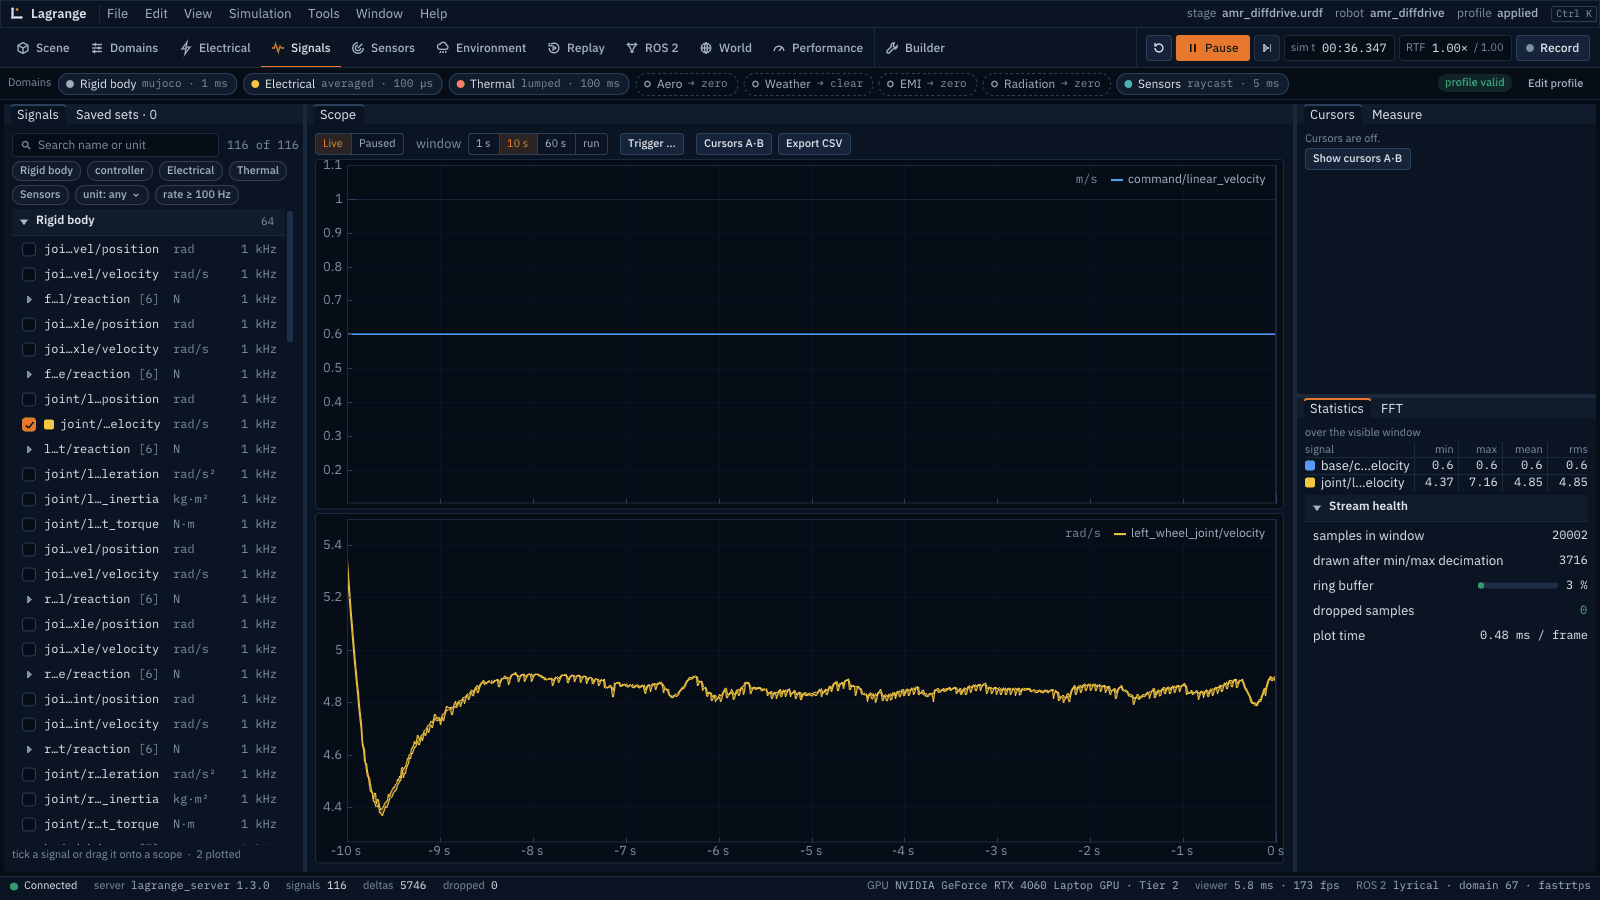 Lagrange File Edit View Simulation Tools Window Help stage amr_diffdrive.urdf robot amr_diffdrive profile applied Ctrl K
Scene Domains Electrical Signals Sensors Environment Replay ROS 2 World Performance Builder Pause sim t 00:36.347 RTF 1.00× / 1.00 Record
Domains Rigid body mujoco · 1 ms Electrical averaged · 100 µs Thermal lumped · 100 ms Aero → zero Weather → clear EMI → zero Radiation → zero Sensors raycast · 5 ms profile valid Edit profile
Signals Saved sets · 0
Search name or unit 116 of 116
Rigid body controller Electrical Thermal
Sensors unit: any rate ≥ 100 Hz
Rigid body 64
joi…vel/position rad 1 kHz
joi…vel/velocity rad/s 1 kHz
f…l/reaction [6] N 1 kHz
joi…xle/position rad 1 kHz
joi…xle/velocity rad/s 1 kHz
f…e/reaction [6] N 1 kHz
joint/l…position rad 1 kHz
joint/…elocity rad/s 1 kHz
l…t/reaction [6] N 1 kHz
joint/l…leration rad/s² 1 kHz
joint/l…_inertia kg·m² 1 kHz
joint/l…t_torque N·m 1 kHz
joi…vel/position rad 1 kHz
joi…vel/velocity rad/s 1 kHz
r…l/reaction [6] N 1 kHz
joi…xle/position rad 1 kHz
joi…xle/velocity rad/s 1 kHz
r…e/reaction [6] N 1 kHz
joi…int/position rad 1 kHz
joi…int/velocity rad/s 1 kHz
r…t/reaction [6] N 1 kHz
joint/r…leration rad/s² 1 kHz
joint/r…_inertia kg·m² 1 kHz
joint/r…t_torque N·m 1 kHz
tick a signal or drag it onto a scope · 2 plotted
Scope
Live Paused window 1 s 10 s 60 s run Trigger ... Cursors A·B Export CSV
m/s command/linear_velocity
1.1
1
0.9
0.8
0.7
0.6
0.5
0.4
0.3
0.2
rad/s left_wheel_joint/velocity
5.4
5.2
5
4.8
4.6
4.4
-10 s -9 s -8 s -7 s -6 s -5 s -4 s -3 s -2 s -1 s 0 s
Cursors Measure
Cursors are off.
Show cursors A·B
Statistics FFT
over the visible window
signal min max mean rms
base/c…elocity 0.6 0.6 0.6 0.6
joint/l…elocity 4.37 7.16 4.85 4.85
Stream health
samples in window 20002
drawn after min/max decimation 3716
ring buffer 3 %
dropped samples 0
plot time 0.48 ms / frame
Connected server lagrange_server 1.3.0 signals 116 deltas 5746 dropped 0 GPU NVIDIA GeForce RTX 4060 Laptop GPU · Tier 2 viewer 5.8 ms · 173 fps ROS 2 lyrical · domain 67 · fastrtps